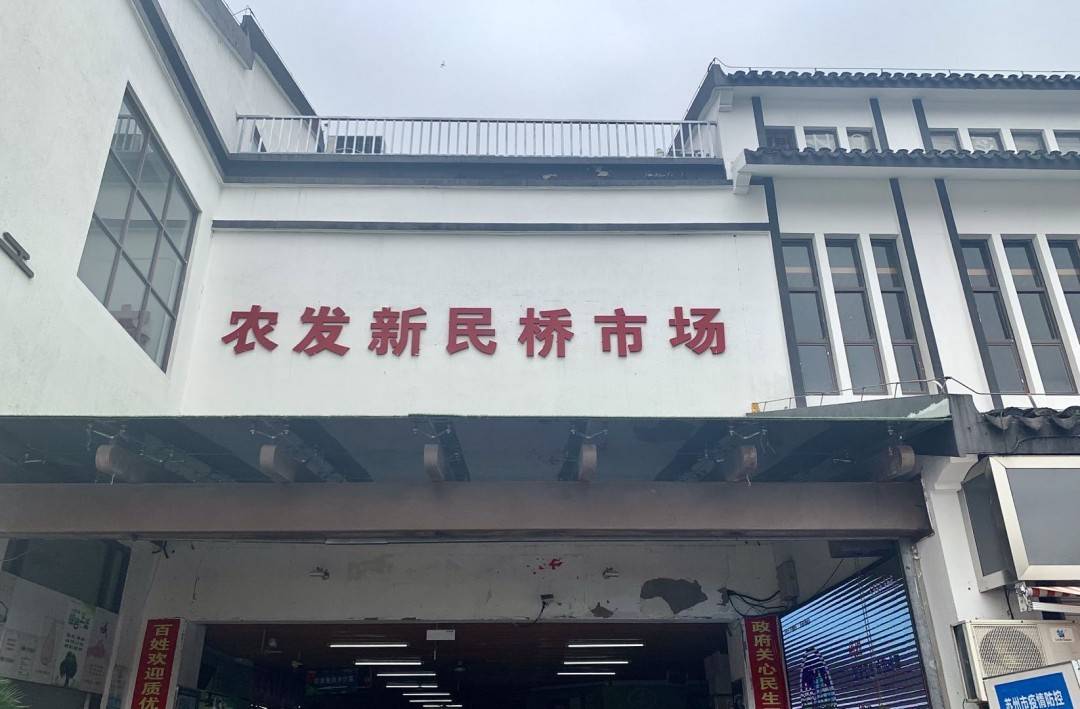 农发新民桥市场
百姓欢迎质优
政府关心民生
苏州市疫情防控